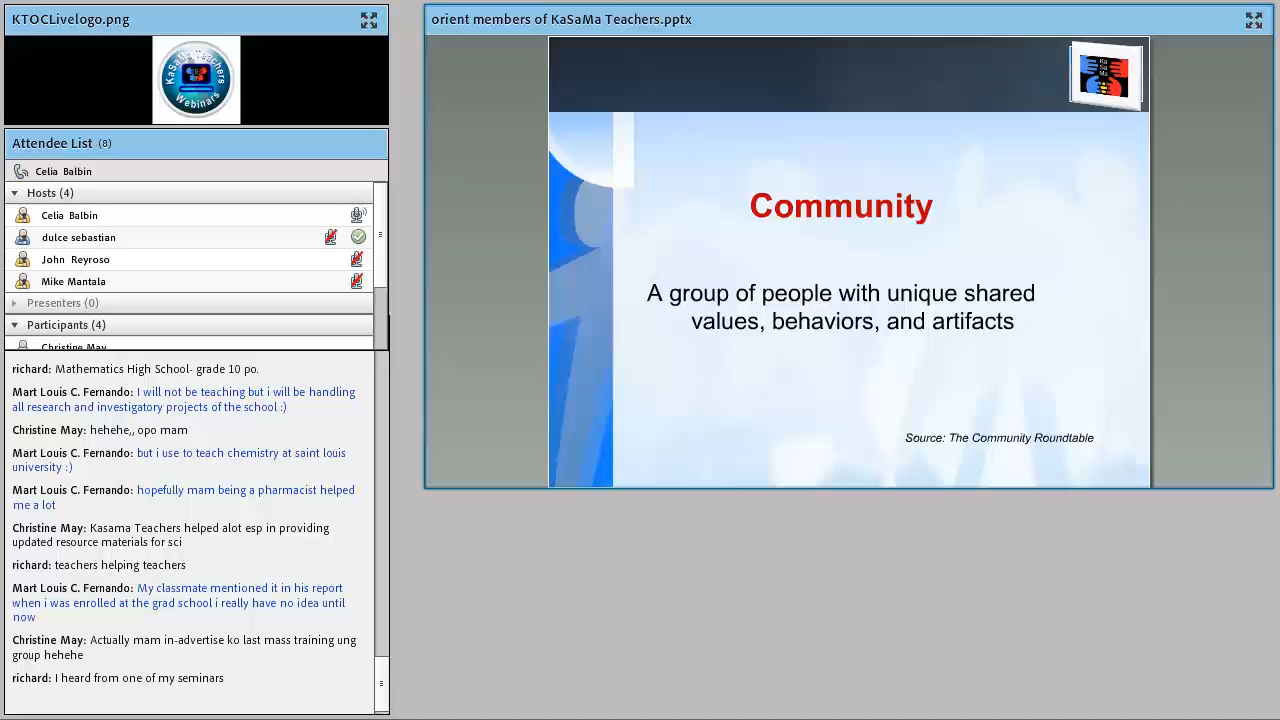 KTOCLivelogo.png
KaSaMa Teachers
Webinars
Attendee List (8)
Celia Balbin
Hosts (4)
Celia Balbin
dulce sebastian
John Reyroso
Mike Mantala
Presenters (0)
Participants (4)
Christine May
richard: Mathematics High School- grade 10 po.
Mart Louis C. Fernando: I will not be teaching but i will be handling
all research and investigatory projects of the school :)
Christine May: hehehe,, opo mam
Mart Louis C. Fernando: but i use to teach chemistry at saint louis
university :)
Mart Louis C. Fernando: hopefully mam being a pharmacist helped
me a lot
Christine May: Kasama Teachers helped alot esp in providing
updated resource materials for sci
richard: teachers helping teachers
Mart Louis C. Fernando: My classmate mentioned it in his report
when i was enrolled at the grad school i really have no idea until
now
Christine May: Actually mam in-advertise ko last mass training ung
group hehehe
richard: I heard from one of my seminars
orient members of KaSaMa Teachers.pptx
Ka
Sa
Ma
Community
A group of people with unique shared
values, behaviors, and artifacts
Source: The Community Roundtable